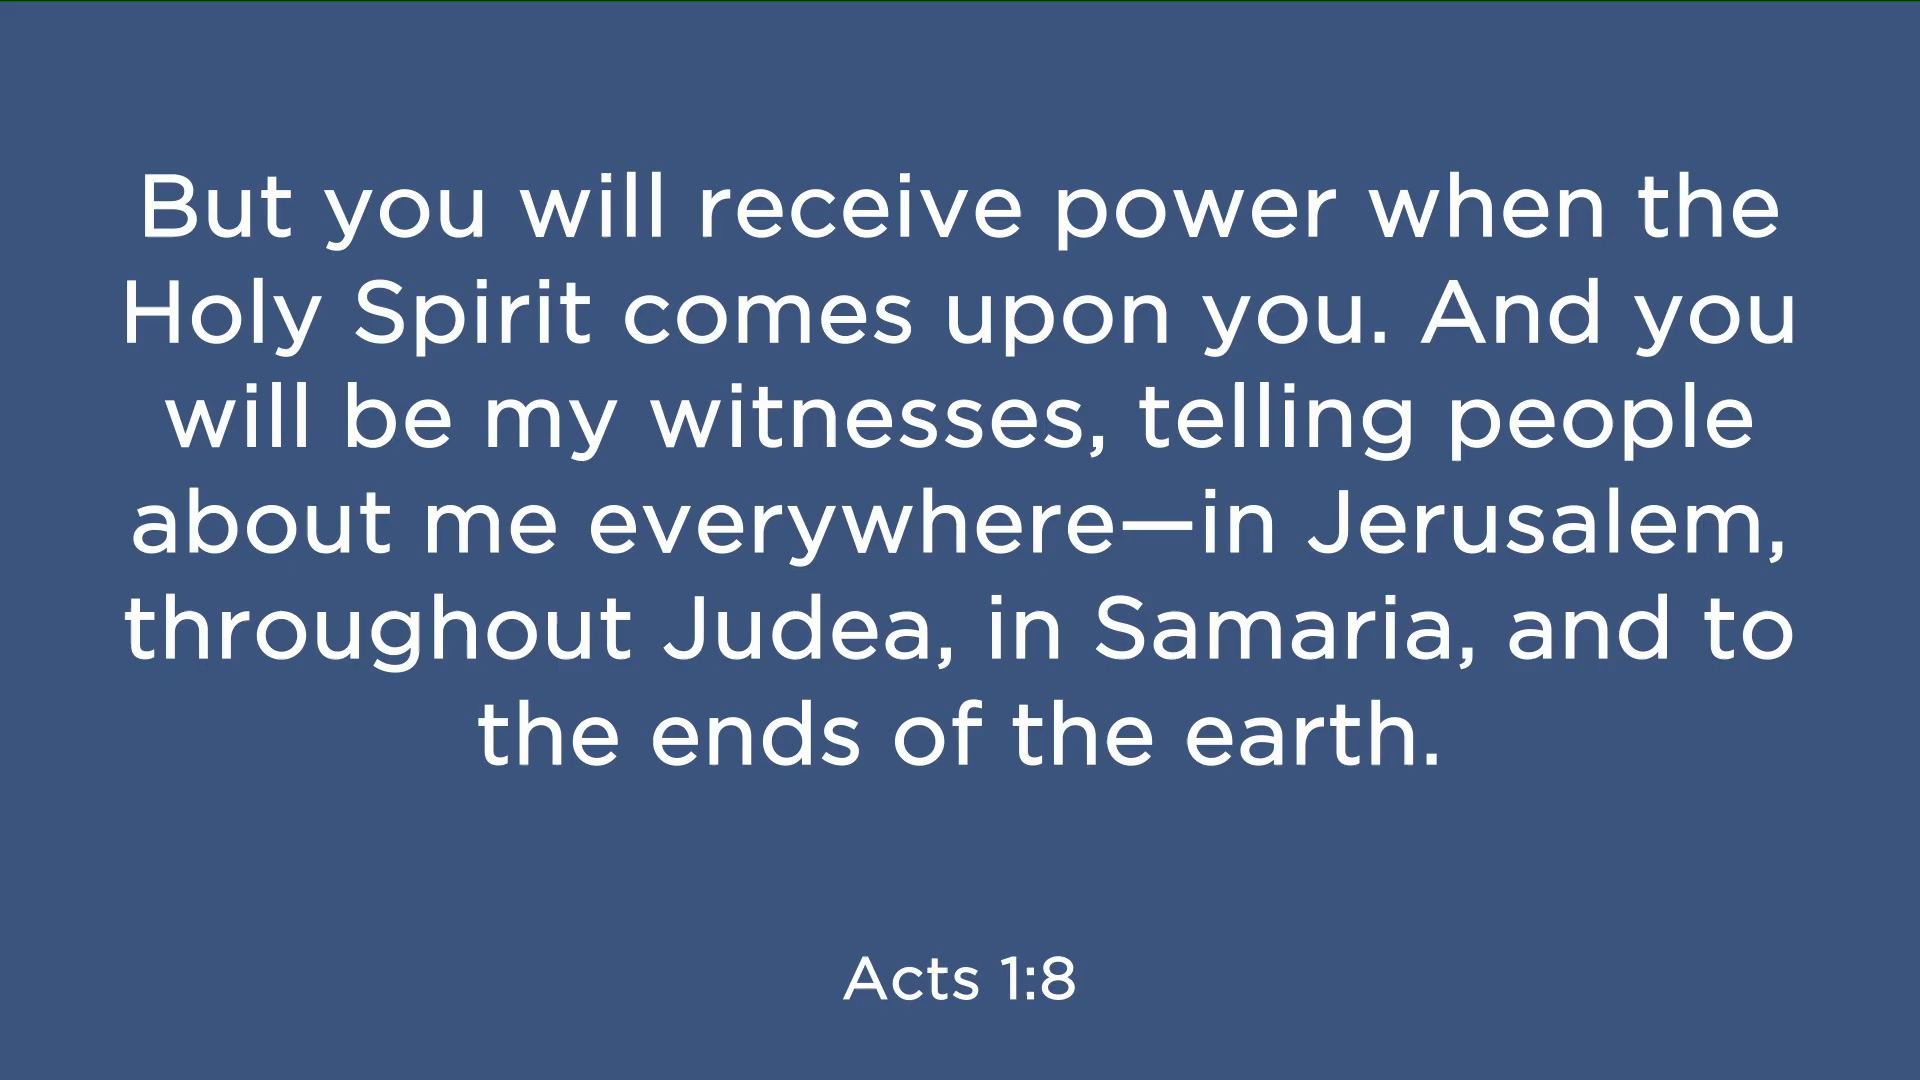 But you will receive power when the
Holy Spirit comes upon you. And you
will be my witnesses, telling people
about me everywhere—in Jerusalem,
throughout Judea, in Samaria, and to
the ends of the earth.
Acts 1:8